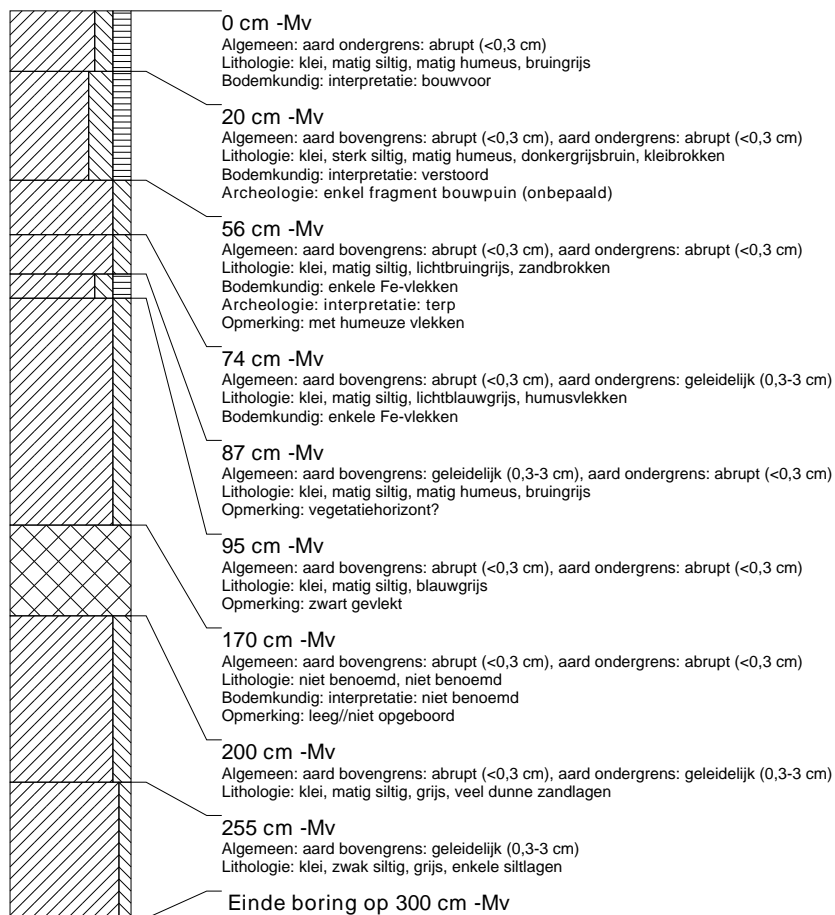 0 cm -Mv
Algemeen: aard ondergrens: abrupt (<0,3 cm)
Lithologie: klei, matig siltig, matig humeus, bruingrijs
Bodemkundig: interpretatie: bouwvoor
20 cm -Mv
Algemeen: aard bovengrens: abrupt (<0,3 cm), aard ondergrens: abrupt (<0,3 cm)
Lithologie: klei, sterk siltig, matig humeus, donkergrijsbruin, kleibrokken
Bodemkundig: interpretatie: verstoord
Archeologie: enkel fragment bouwpuin (onbepaald)
56 cm -Mv
Algemeen: aard bovengrens: abrupt (<0,3 cm), aard ondergrens: abrupt (<0,3 cm)
Lithologie: klei, matig siltig, lichtbruingrijs, zandbrokken
Bodemkundig: enkele Fe-vlekken
Archeologie: interpretatie: terp
Opmerking: met humeuze vlekken
74 cm -Mv
Algemeen: aard bovengrens: abrupt (<0,3 cm), aard ondergrens: geleidelijk (0,3-3 cm)
Lithologie: klei, matig siltig, lichtblauwgrijs, humusvlekken
Bodemkundig: enkele Fe-vlekken
87 cm -Mv
Algemeen: aard bovengrens: geleidelijk (0,3-3 cm), aard ondergrens: abrupt (<0,3 cm)
Lithologie: klei, matig siltig, matig humeus, bruingrijs
Opmerking: vegetatiehorizont?
95 cm -Mv
Algemeen: aard bovengrens: abrupt (<0,3 cm), aard ondergrens: abrupt (<0,3 cm)
Lithologie: klei, matig siltig, blauwgrijs
Opmerking: zwart gevlekt
170 cm -Mv
Algemeen: aard bovengrens: abrupt (<0,3 cm), aard ondergrens: abrupt (<0,3 cm)
Lithologie: niet benoemd, niet benoemd
Bodemkundig: interpretatie: niet benoemd
Opmerking: leeg//niet opgeboord
200 cm -Mv
Algemeen: aard bovengrens: abrupt (<0,3 cm), aard ondergrens: geleidelijk (0,3-3 cm)
Lithologie: klei, matig siltig, grijs, veel dunne zandlagen
255 cm -Mv
Algemeen: aard bovengrens: geleidelijk (0,3-3 cm)
Lithologie: klei, zwak siltig, grijs, enkele siltlagen
Einde boring op 300 cm -Mv